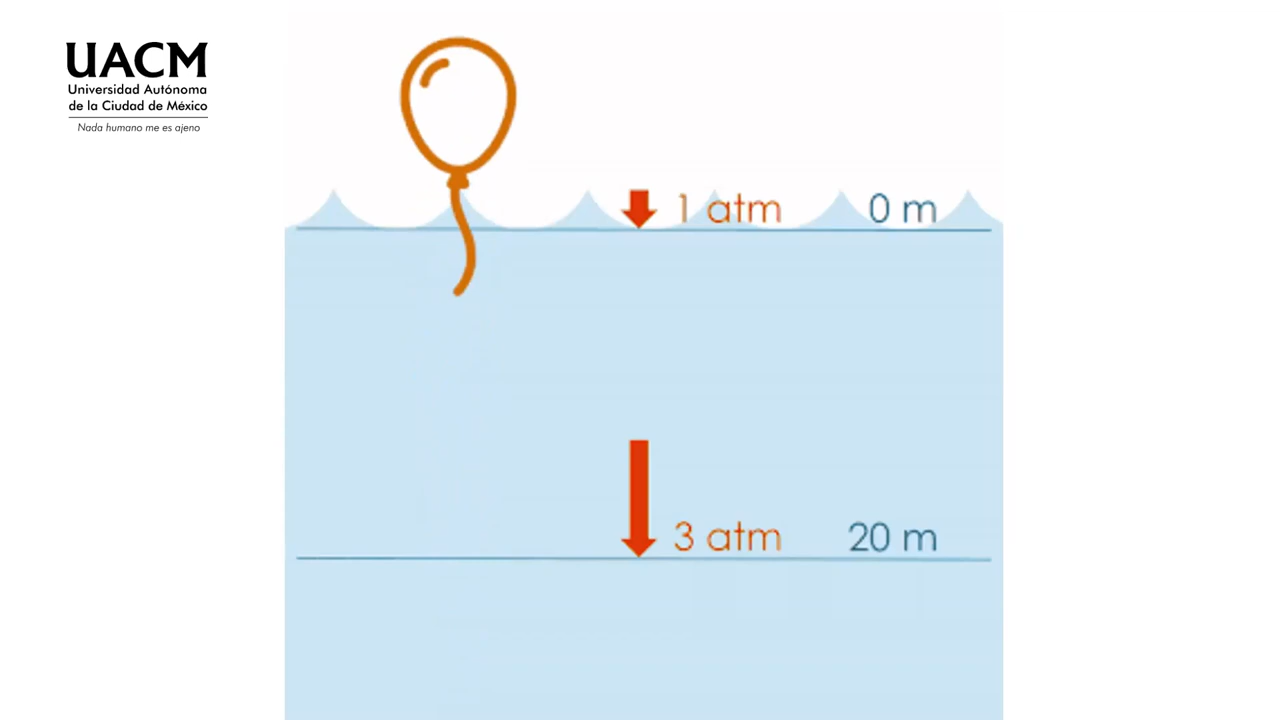 UACM
Universidad Autónoma
de la Ciudad de México
Nada humano me es ajeno
1 atm 0 m
3 atm 20 m